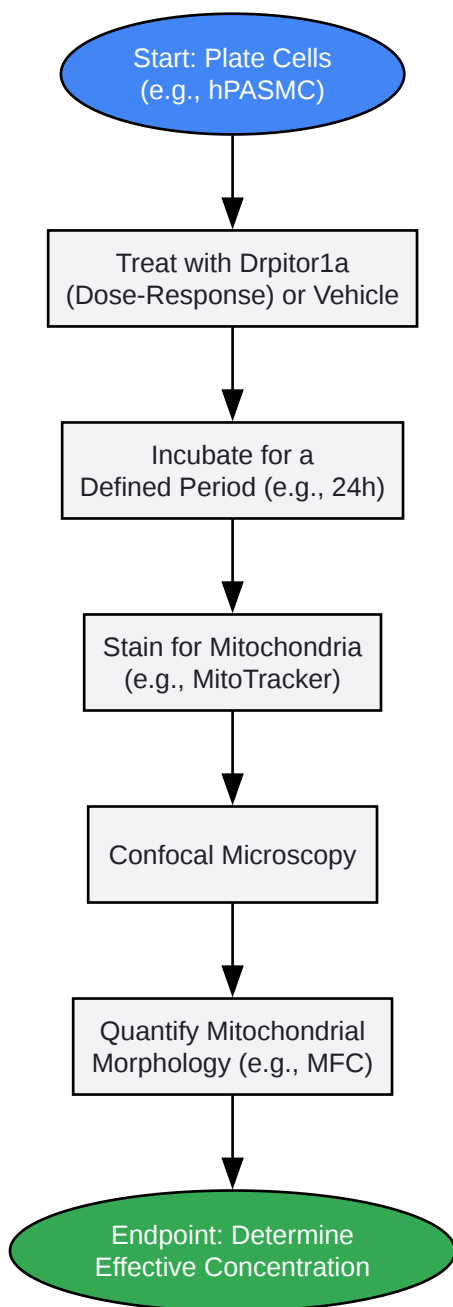 Start: Plate Cells
(e.g., hPASMC)
Treat with Drpitor1a
(Dose-Response) or Vehicle
Incubate for a
Defined Period (e.g., 24h)
Stain for Mitochondria
(e.g., MitoTracker)
Confocal Microscopy
Quantify Mitochondrial
Morphology (e.g., MFC)
Endpoint: Determine
Effective Concentration